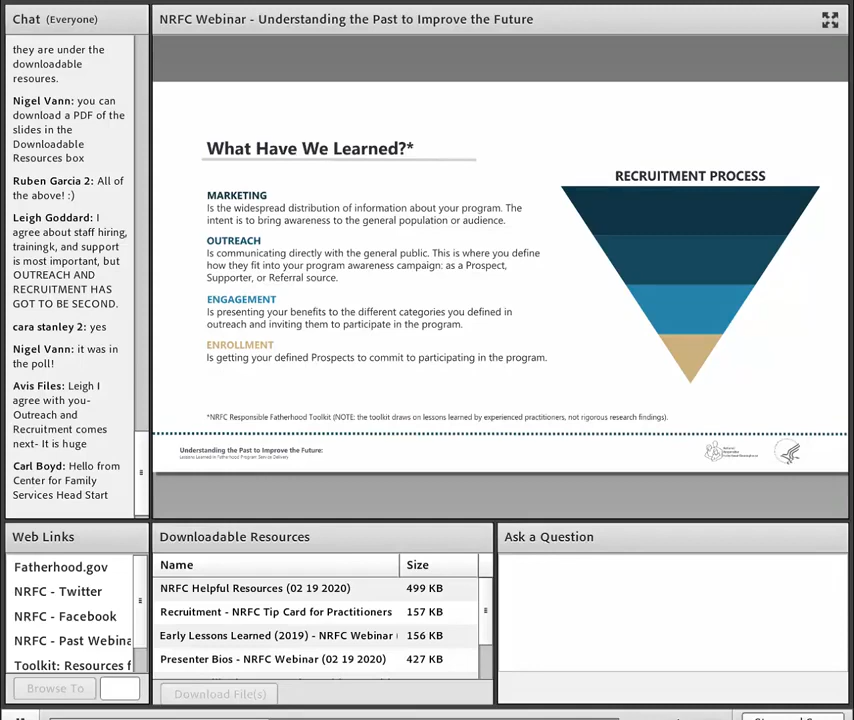 Chat (Everyone)
they are under the
downloadable
resoures.
Nigel Vann: you can
download a PDF of the
slides in the
Downloadable
Resources box
Ruben Garcia 2: All of
the above! :)
Leigh Goddard: I
agree about staff hiring,
trainingk, and support
is most important, but
OUTREACH AND
RECRUITMENT HAS
GOT TO BE SECOND.
cara stanley 2: yes
Nigel Vann: it was in
the poll!
Avis Files: Leigh I
agree with you-
Outreach and
Recruitment comes
next- It is huge
Carl Boyd: Hello from
Center for Family
Services Head Start
NRFC Webinar - Understanding the Past to Improve the Future
What Have We Learned?*
MARKETING
Is the widespread distribution of information about your program. The
intent is to bring awareness to the general population or audience.
OUTREACH
Is communicating directly with the general public. This is where you define
how they fit into your program awareness campaign: as a Prospect,
Supporter, or Referral source.
ENGAGEMENT
Is presenting your benefits to the different categories you defined in
outreach and inviting them to participate in the program.
ENROLLMENT
Is getting your defined Prospects to commit to participating in the program.
RECRUITMENT PROCESS
*NRFC Responsible Fatherhood Toolkit (NOTE: the toolkit draws on lessons learned by experienced practitioners, not rigorous research findings).
Understanding the Past to Improve the Future:
Lessons Learned in Fatherhood Program Service Delivery
Web Links
Fatherhood.gov
NRFC - Twitter
NRFC - Facebook
NRFC - Past Webina
Toolkit: Resources f
Browse To
Downloadable Resources
Name Size
NRFC Helpful Resources (02 19 2020) 499 KB
Recruitment - NRFC Tip Card for Practitioners 157 KB
Early Lessons Learned (2019) - NRFC Webinar 156 KB
Presenter Bios - NRFC Webinar (02 19 2020) 427 KB
Download File(s)
Ask a Question